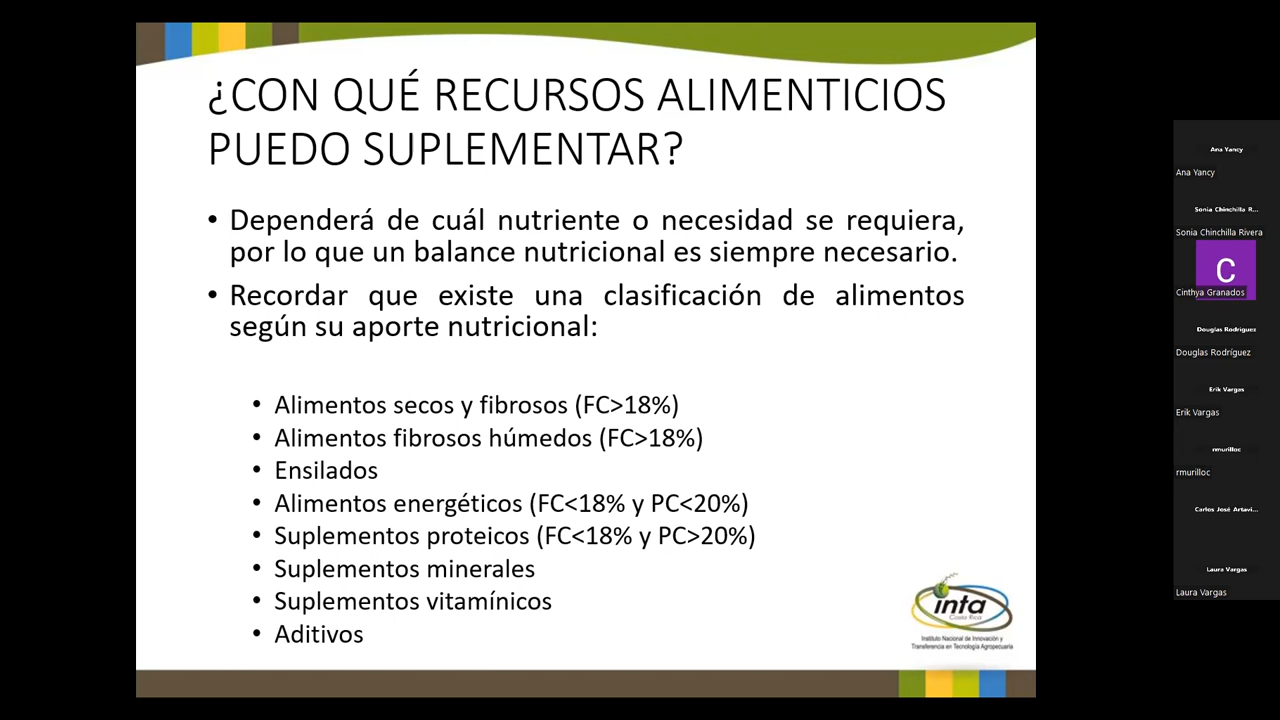 ¿CON QUÉ RECURSOS ALIMENTICIOS
PUEDO SUPLEMENTAR?
• Dependerá de cuál nutriente o necesidad se requiera,
por lo que un balance nutricional es siempre necesario.
• Recordar que existe una clasificación de alimentos
según su aporte nutricional:
• Alimentos secos y fibrosos (FC>18%)
• Alimentos fibrosos húmedos (FC>18%)
• Ensilados
• Alimentos energéticos (FC<18% y PC<20%)
• Suplementos proteicos (FC<18% y PC>20%)
• Suplementos minerales
• Suplementos vitamínicos
• Aditivos
inta
Costa Rica
Instituto Nacional de Innovación y
Transferencia en Tecnología Agropecuaria
Ana Yancy
Ana Yancy
Sonia Chinchilla R...
Sonia Chinchilla Rivera
C
Cinthya Granados
Douglas Rodríguez
Douglas Rodríguez
Erik Vargas
Erik Vargas
rmurilloc
rmurilloc
Carlos José Artavi...
Laura Vargas
Laura Vargas